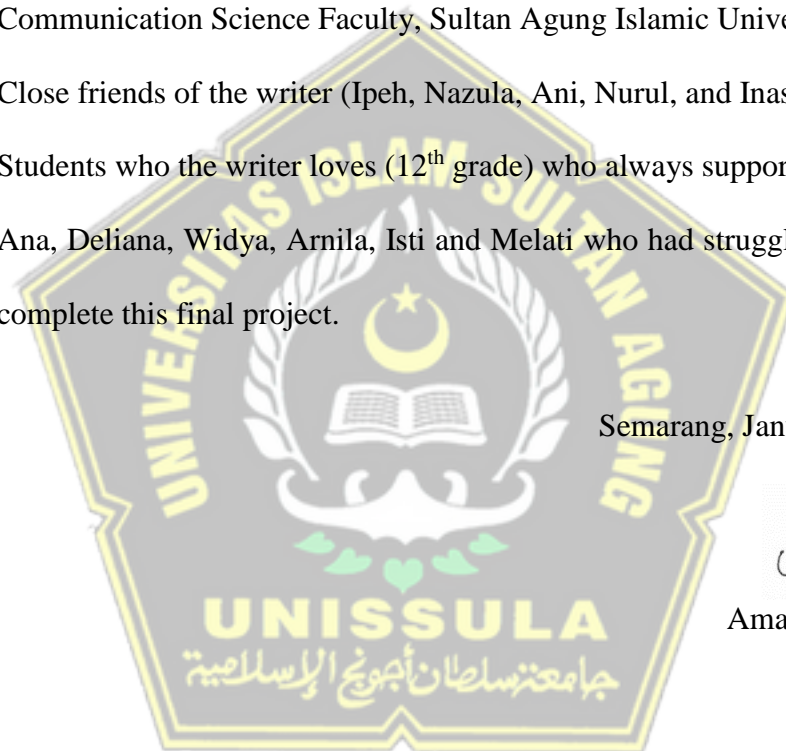 Communication Science Faculty, Sultan Agung Islamic Unive
Close friends of the writer (Ipeh, Nazula, Ani, Nurul, and Inas
Students who the writer loves (12th grade) who always suppor
Ana, Deliana, Widya, Arnila, Isti and Melati who had struggl
complete this final project.
Semarang, Jan
Ama
UNIVERSITAS ISLAM SULTAN AGUNG
UNISSULA
جامعة سلطان أجونج الإسلامية